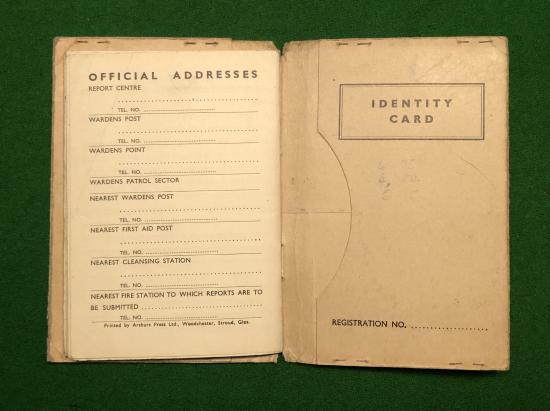 OFFICIAL ADDRESSES
REPORT CENTRE
TEL. NO.
WARDENS POST
TEL. NO.
WARDENS POINT
TEL. NO.
WARDENS PATROL SECTOR
NEAREST WARDENS POST
TEL. NO.
NEAREST FIRST AID POST
TEL. NO.
NEAREST CLEANSING STATION
TEL. NO.
NEAREST FIRE STATION TO WHICH REPORTS ARE TO
BE SUBMITTED
TEL. NO.
Printed by Arthurs Press Ltd., Woodchester, Stroud, Glos.
IDENTITY
CARD
REGISTRATION NO.